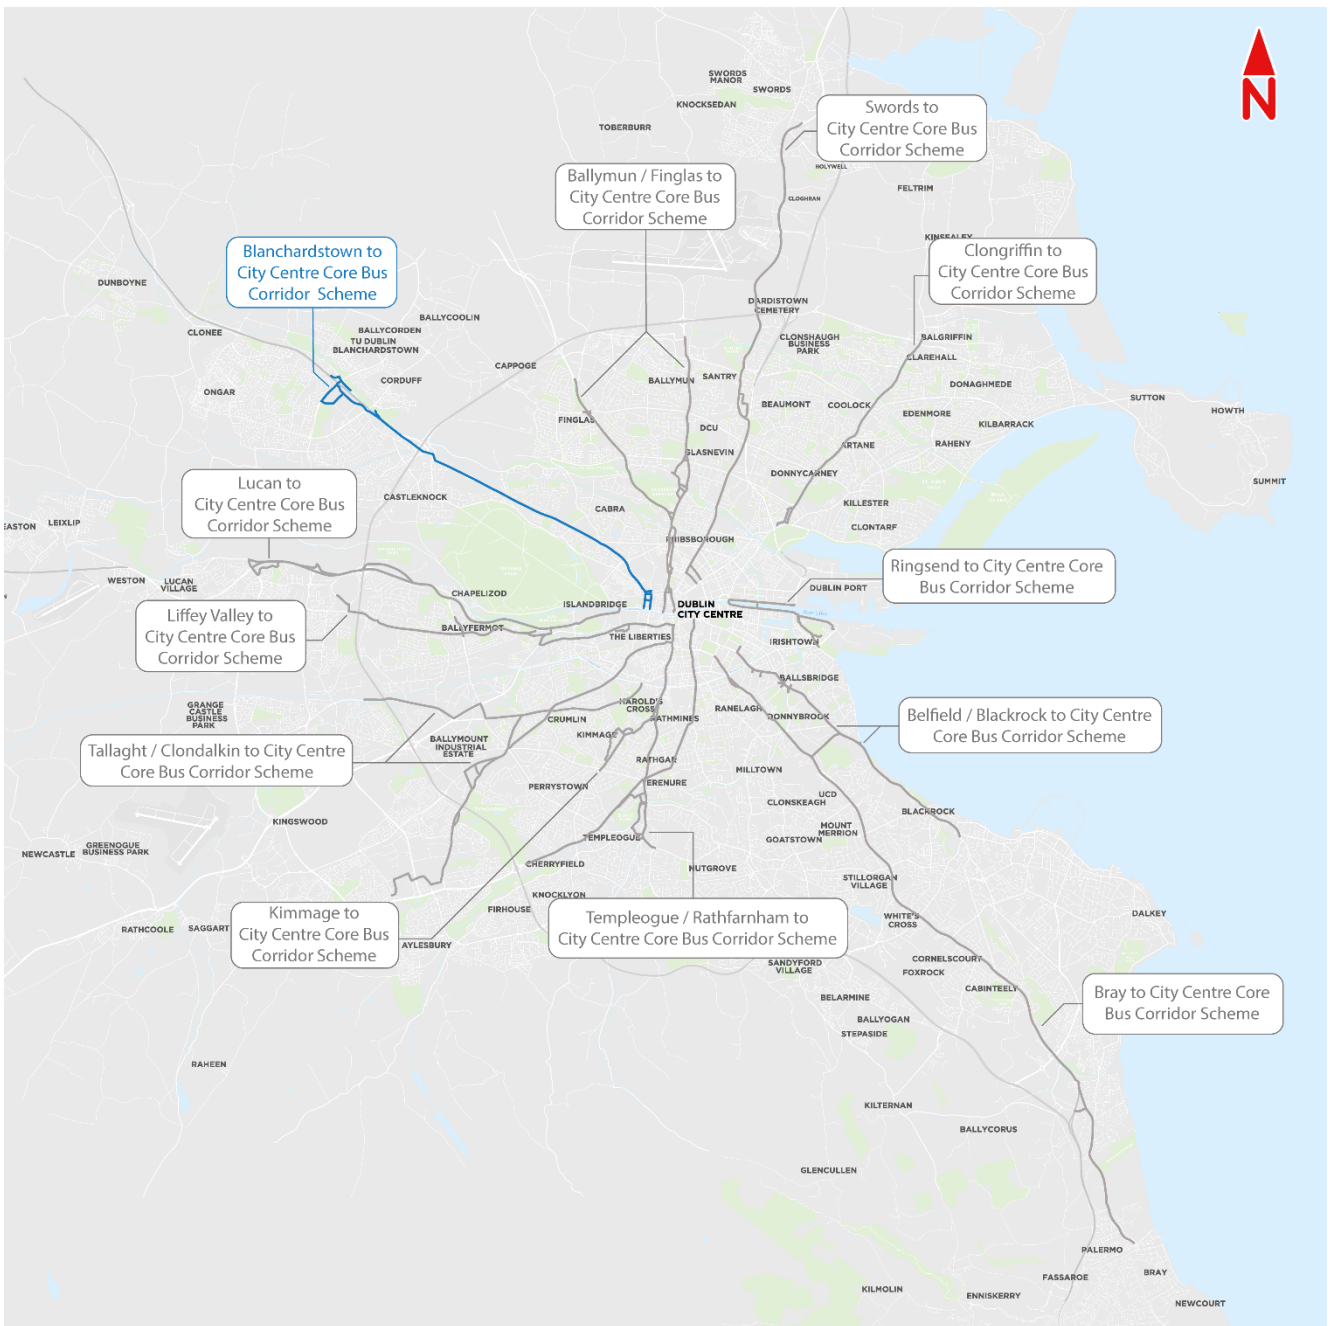 SWORDS
MANOR
SWORDS
KNOCKSEDAN
N
TOBERBURR
Swords to
City Centre Core Bus
Corridor Scheme
HOLYWELL
FELTRIM
CLOGHRAN
Ballymun / Finglas to
City Centre Core Bus
Corridor Scheme
KINSEALEY
Clongriffin to
City Centre Core Bus
Corridor Scheme
Blanchardstown to
City Centre Core Bus
Corridor Scheme
DUNBOYNE
CLONEE
BALLYCOOLIN
BALLYCORDEN
TU DUBLIN
BLANCHARDSTOWN
CORDUFF
ONGAR
CAPPOGE
DARDISTOWN
CEMETERY
CLONSHAUGH
BUSINESS
PARK
BALGRIFFIN
CLAREHALL
BALLYMUN
SANTRY
DONAGHMEDE
BEAUMONT
COOLOCK
EDENMORE
KILBARRACK
SUTTON
HOWTH
FINGLAS
DCU
GLASNEVIN
ARTANE
RAHENY
DONNYCARNEY
SUMMIT
KILLESTER
CLONTARF
Lucan to
City Centre Core Bus
Corridor Scheme
CASTLEKNOCK
CABRA
PHIBSBOROUGH
EASTON
LEIXLIP
WESTON
LUCAN
VILLAGE
CHAPELIZOD
ISLANDBRIDGE
DUBLIN
CITY CENTRE
DUBLIN PORT
Ringsend to City Centre Core
Bus Corridor Scheme
Liffey Valley to
City Centre Core Bus
Corridor Scheme
BALLYFERMOT
THE LIBERTIES
IRISHTOWN
BALLSBRIDGE
GRANGE
CASTLE
BUSINESS
PARK
HAROLD'S
CROSS
RATHMINES
RANELAGH
DONNYBROOK
CRUMLIN
KIMMAGE
Belfield / Blackrock to City Centre
Core Bus Corridor Scheme
Tallaght / Clondalkin to City Centre
Core Bus Corridor Scheme
BALLYMOUNT
INDUSTRIAL
ESTATE
RATHGAR
MILLTOWN
PERRYSTOWN
TERENURE
UCD
CLONSKEAGH
MOUNT
MERRION
GOATSTOWN
BLACKROCK
KINGSWOOD
GREENOGUE
BUSINESS PARK
NEWCASTLE
TEMPLEOGUE
CHERRYFIELD
NUTGROVE
STILLORGAN
VILLAGE
KNOCKLYON
FIRHOUSE
WHITE'S
CROSS
DALKEY
RATHCOOLE
SAGGART
Kimmage to
City Centre Core Bus
Corridor Scheme
AYLESBURY
Templeogue / Rathfarnham to
City Centre Core Bus Corridor Scheme
SANDYFORD
VILLAGE
CORNELSCOURT
FOXROCK
CABINTEELY
BELARMINE
BALLYOGAN
STEPASIDE
Bray to City Centre Core
Bus Corridor Scheme
RAHEEN
KILTERNAN
BALLYCORUS
GLENCULLEN
PALERMO
FASSAROE
BRAY
KILMOLIN
ENNISKERRY
NEWCOURT